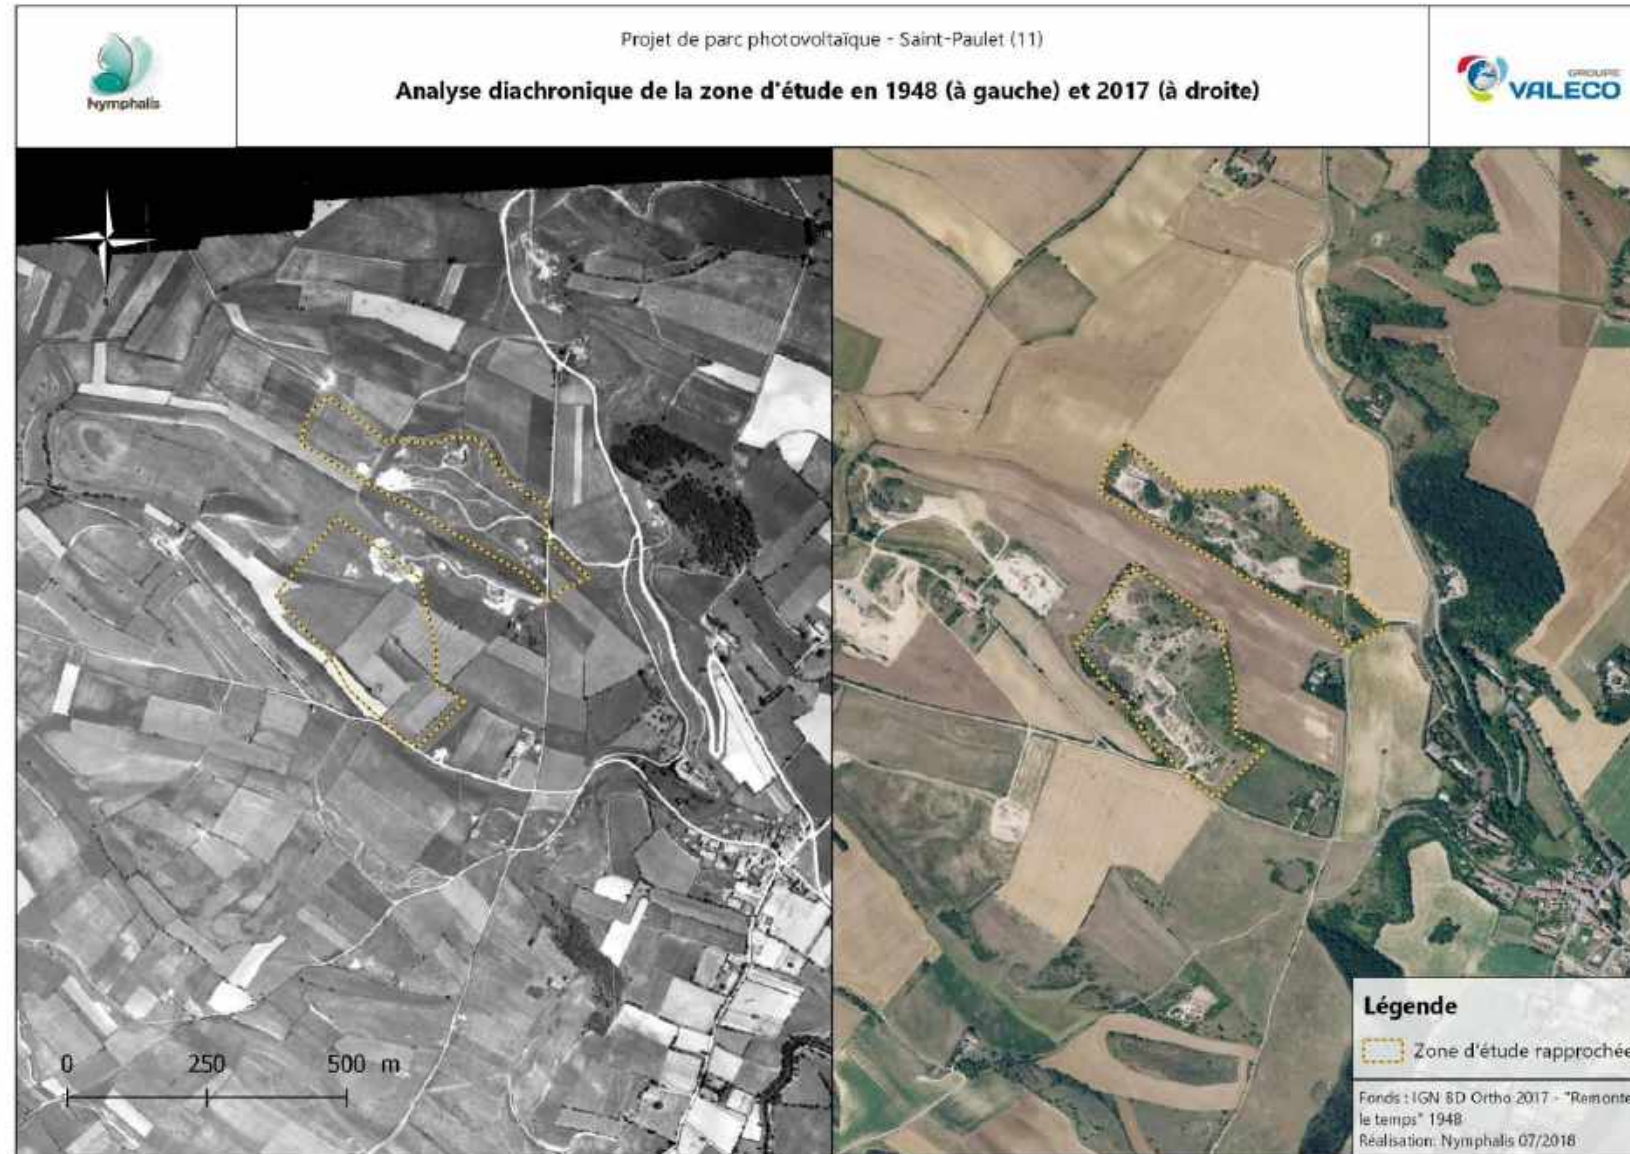 Nymphalis
Projet de parc photovoltaïque - Saint-Paulet (11)
Analyse diachronique de la zone d'étude en 1948 (à gauche) et 2017 (à droite)
GROUPE
VALECO
0 250 500 m
Légende
Zone d'étude rapprochée
Fonds : IGN BD Ortho 2017 - "Remonte
le temps" 1948
Réalisation: Nymphalis 07/2018